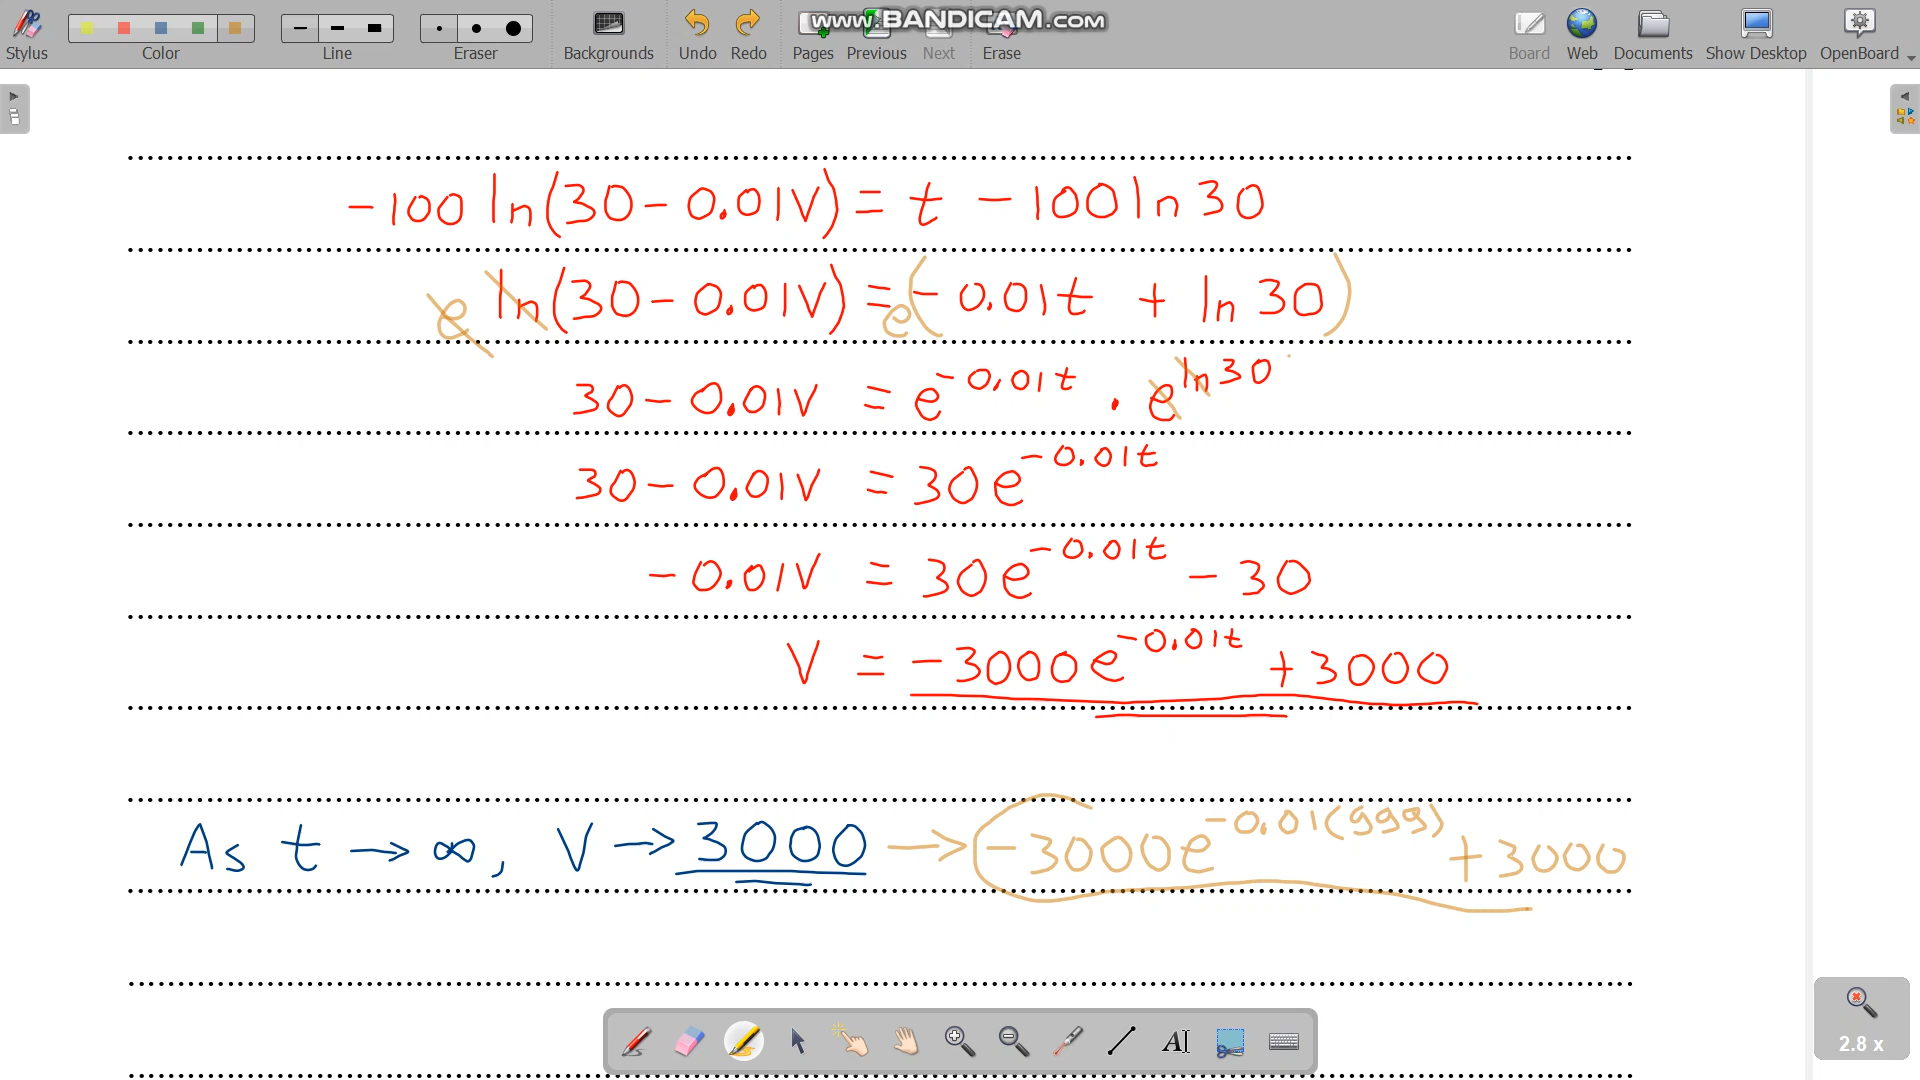 www.BANDICAM.com
Stylus Color Line Eraser Backgrounds Undo Redo Pages Previous Next Erase Board Web Documents Show Desktop OpenBoard
-100 ln(30 - 0.01V) = t - 100 ln 30
e ln(30 - 0.01V) = e(-0.01t + ln 30)
30 - 0.01V = e^{-0.01t} . e^{ln 30}
30 - 0.01V = 30e^{-0.01t}
-0.01V = 30e^{-0.01t} - 30
V = -3000e^{-0.01t} + 3000
As t → ∞, V → 3000 → -3000e^{-0.01(999)} + 3000
2.8 x